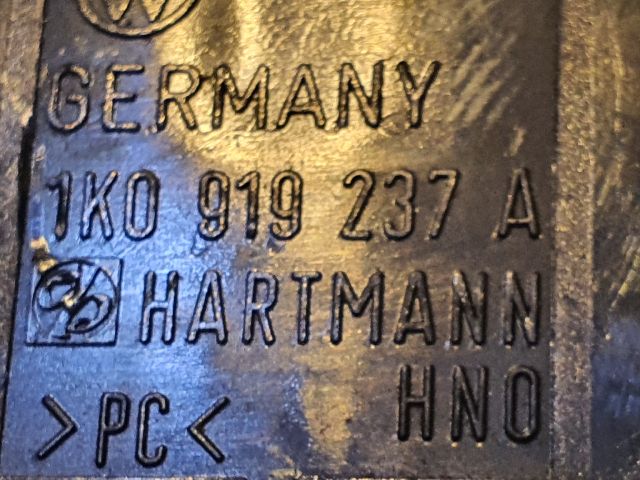 GERMANY
1K0 919 237 A
HARTMANN
HNO
>PC<